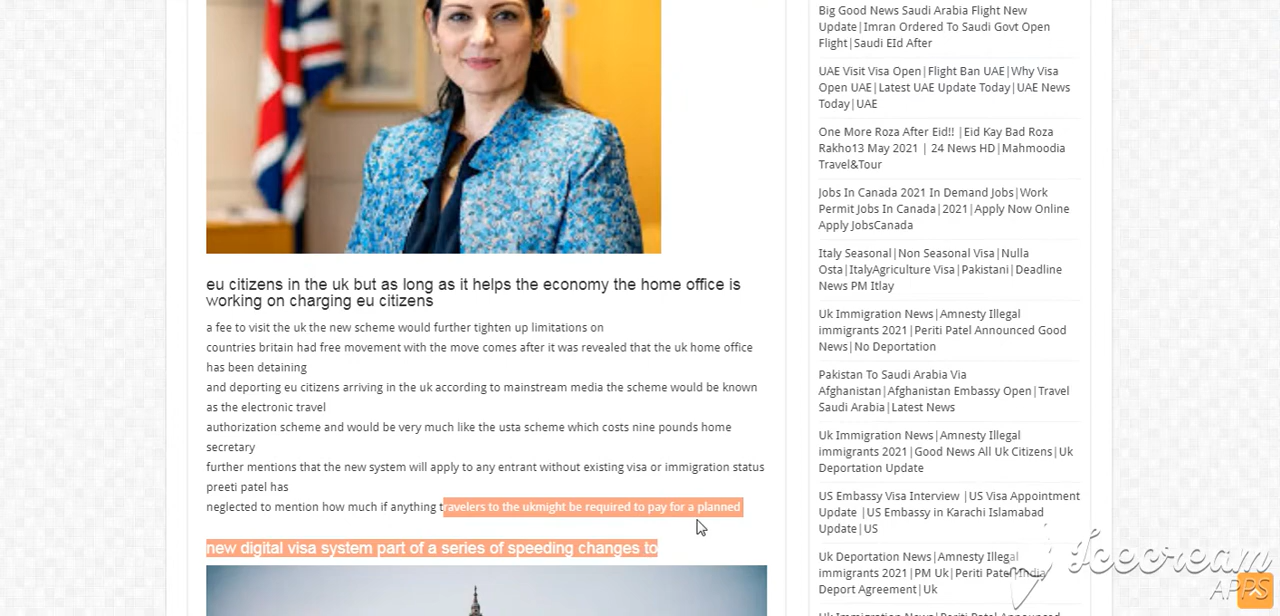 eu citizens in the uk but as long as it helps the economy the home office is
working on charging eu citizens
a fee to visit the uk the new scheme would further tighten up limitations on
countries britain had free movement with the move comes after it was revealed that the uk home office
has been detaining
and deporting eu citizens arriving in the uk according to mainstream media the scheme would be known
as the electronic travel
authorization scheme and would be very much like the usta scheme which costs nine pounds home
secretary
further mentions that the new system will apply to any entrant without existing visa or immigration status
preeti patel has
neglected to mention how much if anything travelers to the ukmight be required to pay for a planned
new digital visa system part of a series of speeding changes to
Big Good News Saudi Arabia Flight New
Update|Imran Ordered To Saudi Govt Open
Flight|Saudi EId After
UAE Visit Visa Open|Flight Ban UAE|Why Visa
Open UAE|Latest UAE Update Today|UAE News
Today|UAE
One More Roza After Eid!! |Eid Kay Bad Roza
Rakho13 May 2021 | 24 News HD|Mahmoodia
Travel&Tour
Jobs In Canada 2021 In Demand Jobs|Work
Permit Jobs In Canada|2021|Apply Now Online
Apply JobsCanada
Italy Seasonal|Non Seasonal Visa|Nulla
Osta|ItalyAgriculture Visa|Pakistani|Deadline
News PM Itlay
Uk Immigration News|Amnesty Illegal
immigrants 2021|Periti Patel Announced Good
News|No Deportation
Pakistan To Saudi Arabia Via
Afghanistan|Afghanistan Embassy Open|Travel
Saudi Arabia|Latest News
Uk Immigration News|Amnesty Illegal
immigrants 2021|Good News All Uk Citizens|Uk
Deportation Update
US Embassy Visa Interview |US Visa Appointment
Update |US Embassy in Karachi Islamabad
Update|US
Uk Deportation News|Amnesty Illegal
immigrants 2021|PM Uk|Periti Patel|India
Deport Agreement|Uk
Uk Immigration News|Periti Patel Announced
Icecream
APPS